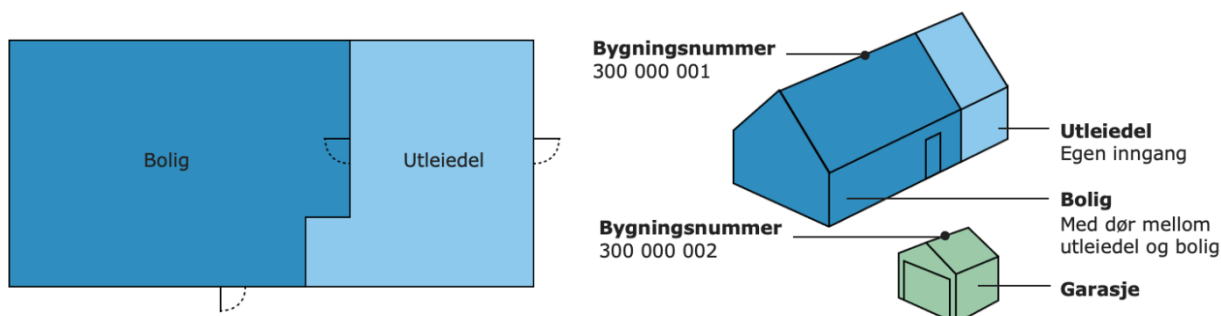 Bolig
Utleiedel
Bygningsnummer
300 000 001
Utleiedel
Egen inngang
Bolig
Med dør mellom
utleiedel og bolig
Bygningsnummer
300 000 002
Garasje